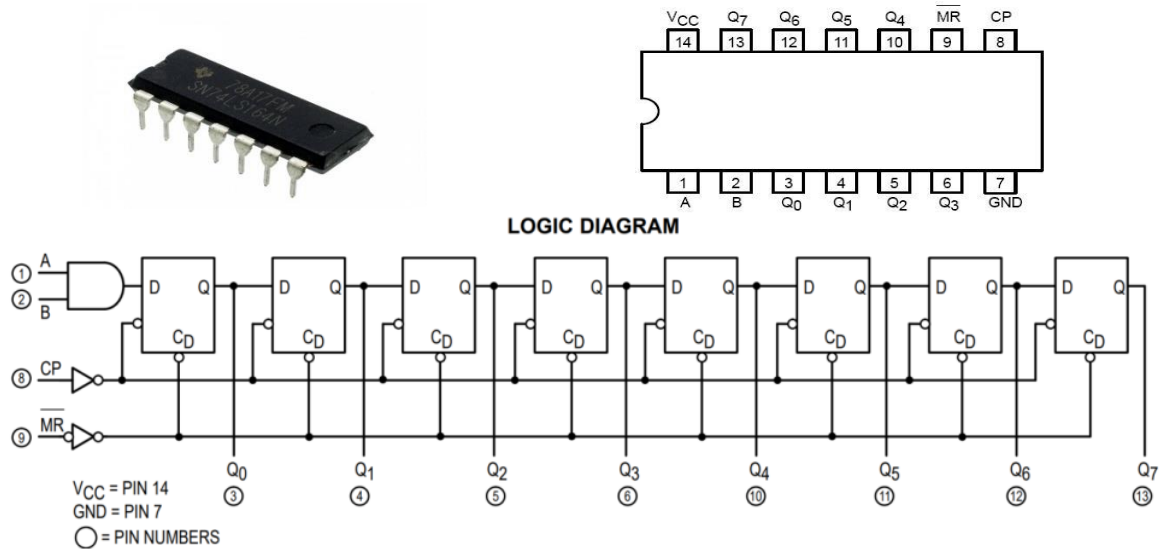 78A17FM
SN74LS164N
VCC Q7 Q6 Q5 Q4 MR CP
14 13 12 11 10 9 8
1 2 3 4 5 6 7
A B Q0 Q1 Q2 Q3 GND
LOGIC DIAGRAM
1 A
2 B
D Q D Q D Q D Q D Q D Q D Q D Q
CD CD CD CD CD CD CD CD
8 CP
9 MR
Q0 Q1 Q2 Q3 Q4 Q5 Q6 Q7
3 4 5 6 10 11 12 13
VCC = PIN 14
GND = PIN 7
= PIN NUMBERS